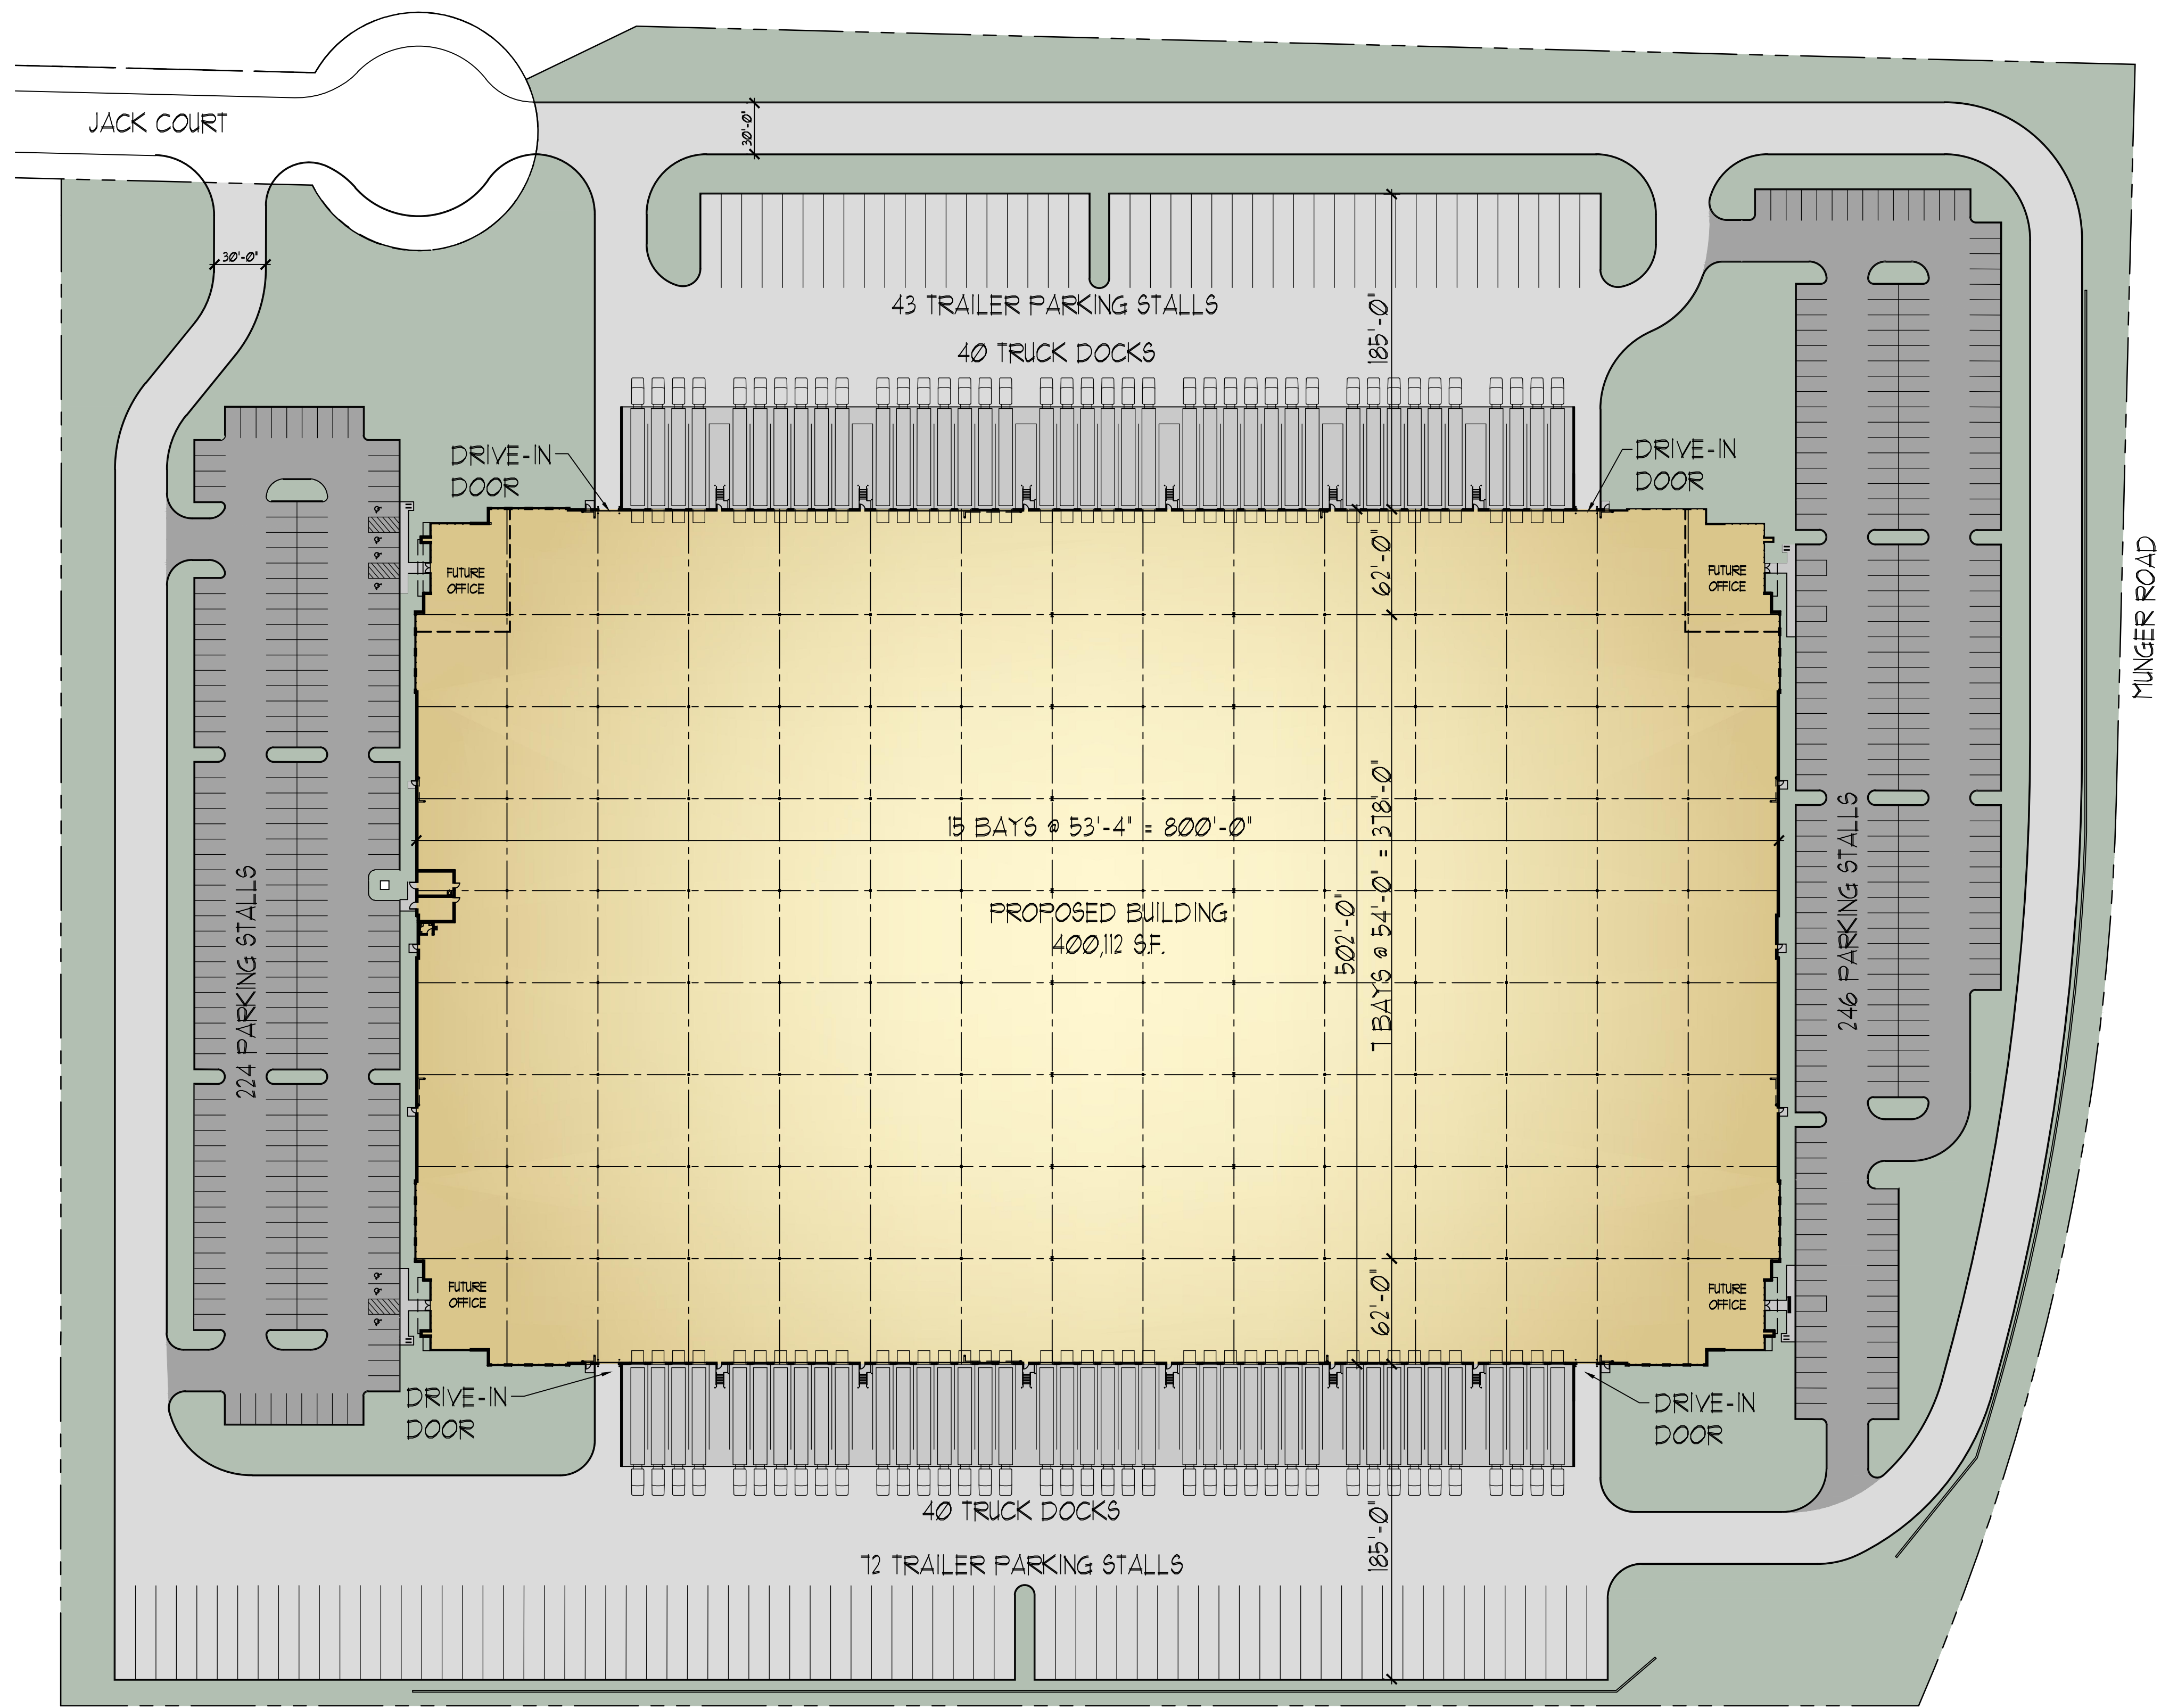 JACK COURT
30'-0"
30'-0"
43 TRAILER PARKING STALLS
40 TRUCK DOCKS
185'-0"
DRIVE-IN
DOOR
DRIVE-IN
DOOR
FUTURE
OFFICE
62'-0"
FUTURE
OFFICE
MUNGER ROAD
15 BAYS @ 53'-4" = 800'-0"
7 BAYS @ 54'-0" = 378'-0"
502'-0"
PROPOSED BUILDING
400,112 S.F.
224 PARKING STALLS
246 PARKING STALLS
FUTURE
OFFICE
62'-0"
FUTURE
OFFICE
DRIVE-IN
DOOR
DRIVE-IN
DOOR
40 TRUCK DOCKS
185'-0"
72 TRAILER PARKING STALLS